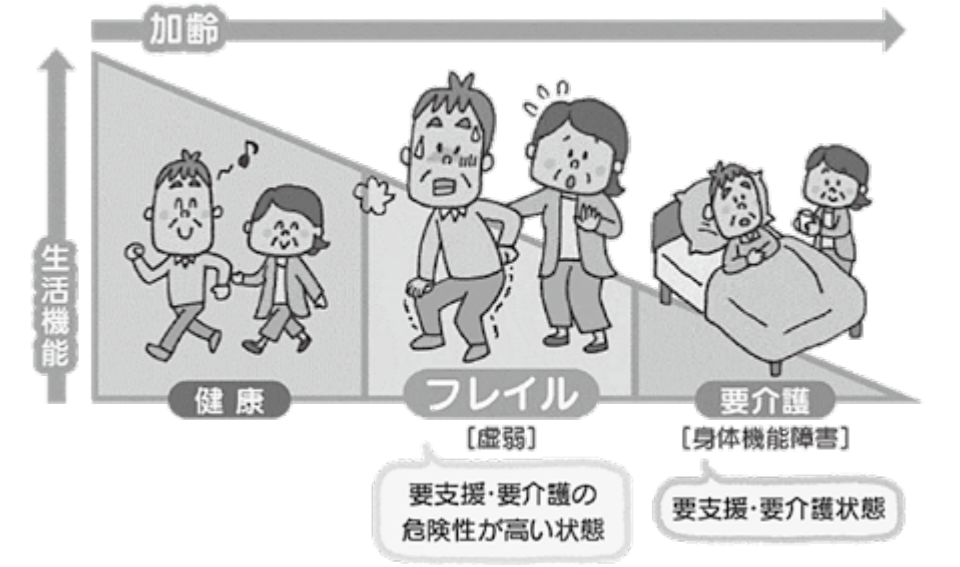 加齢
生活機能
健康
フレイル
[虚弱]
要支援・要介護の
危険性が高い状態
要介護
[身体機能障害]
要支援・要介護状態